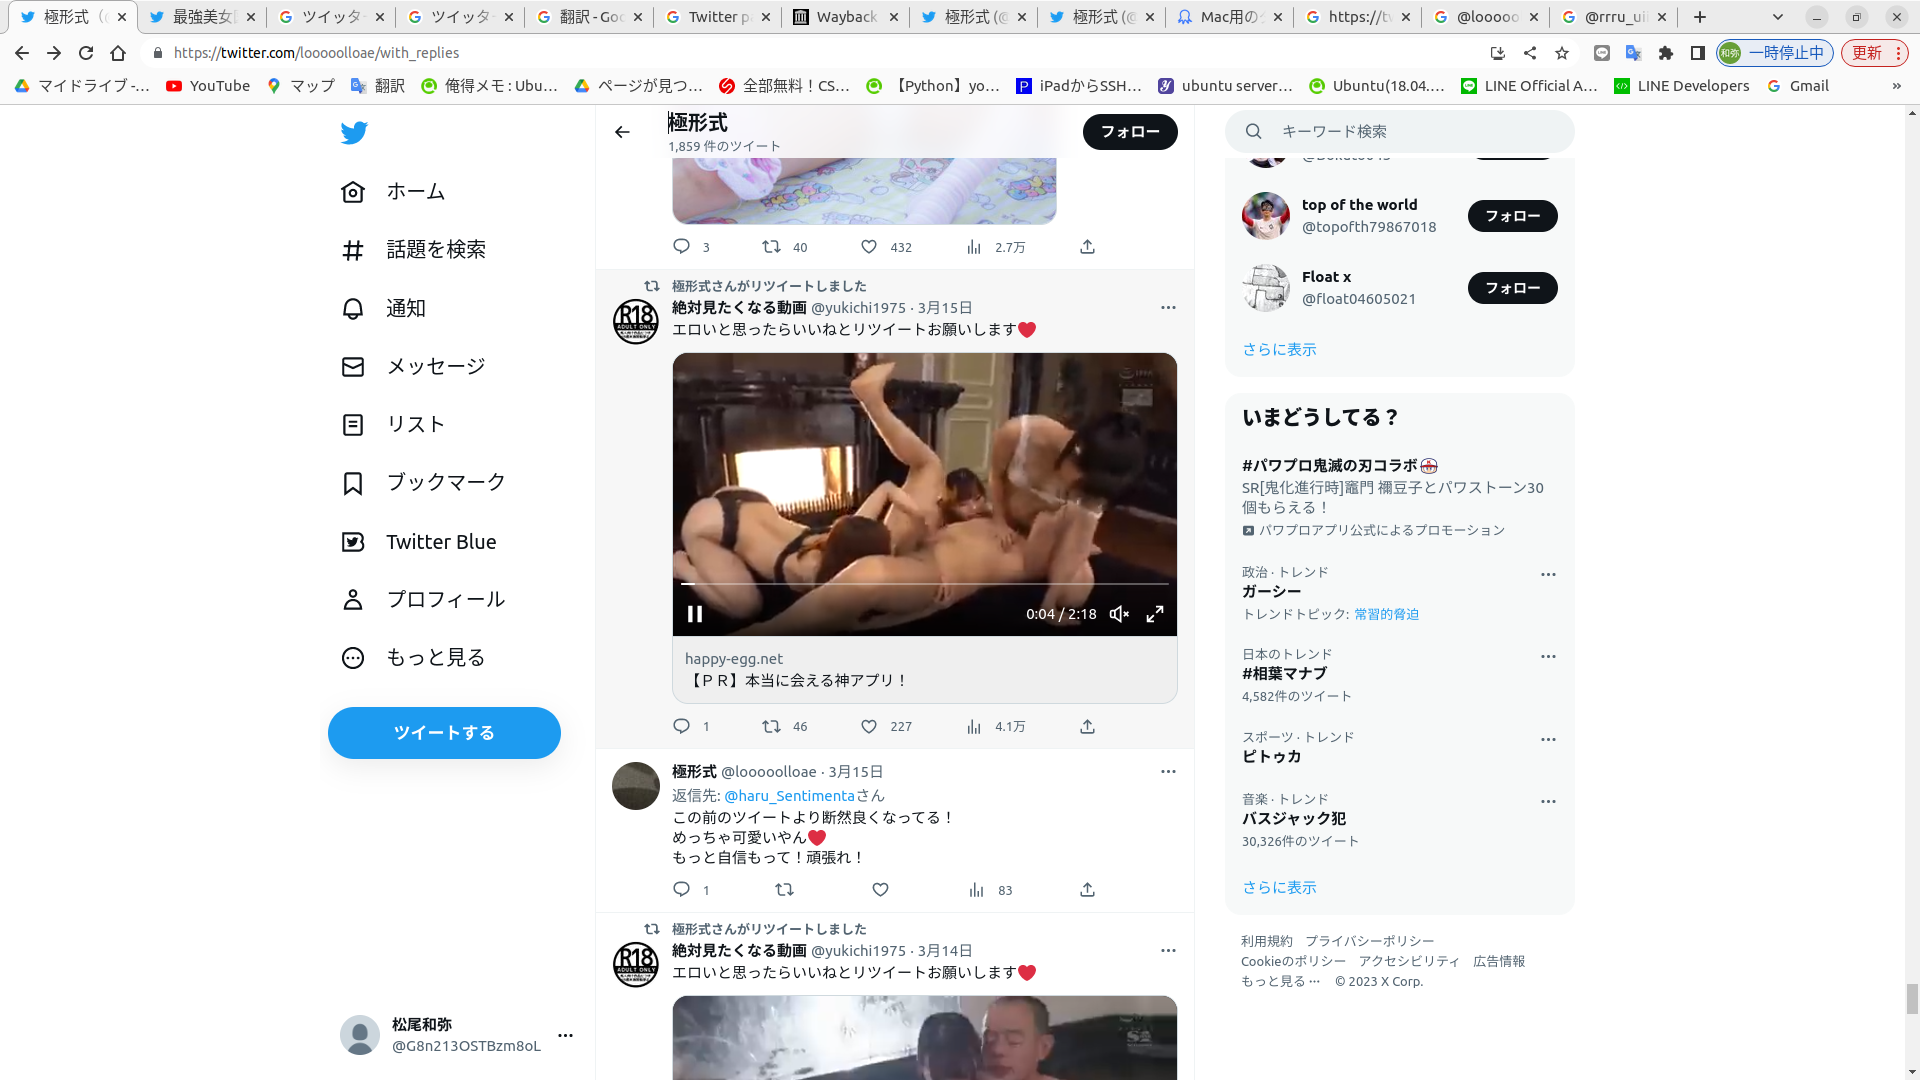 極形式 (@
最強美女図
ツイッター
ツイッター
翻訳 - Goo
Twitter p
Wayback
極形式 (@
極形式 (@
Mac用の
https://tw
@looooo
@rrrru_uii
https://twitter.com/looooolloae/with_replies
和弥
一時停止中
更新
マイドライブ -...
YouTube
マップ
翻訳
俺得メモ : Ubu...
ページが見つ...
全部無料！CS...
【Python】yo...
iPadからSSH...
ubuntu server...
Ubuntu(18.04....
LINE Official A...
LINE Developers
Gmail
»
ホーム
話題を検索
通知
メッセージ
リスト
ブックマーク
Twitter Blue
プロフィール
もっと見る
ツイートする
松尾和弥
@G8n213OSTBzm8oL
極形式
1,859 件のツイート
フォロー
3 40 432 2.7万
極形式さんがリツイートしました
絶対見たくなる動画 @yukichi1975 · 3月15日
エロいと思ったらいいねとリツイートお願いします❤
R18
ADULT ONLY
0:04 / 2:18
happy-egg.net
【ＰＲ】本当に会える神アプリ！
1 46 227 4.1万
極形式 @looooolloae · 3月15日
返信先: @haru_Sentimentaさん
この前のツイートより断然良くなってる！
めっちゃ可愛いやん❤
もっと自信もって！頑張れ！
1 83
極形式さんがリツイートしました
絶対見たくなる動画 @yukichi1975 · 3月14日
エロいと思ったらいいねとリツイートお願いします❤
R18
ADULT ONLY
キーワード検索
top of the world
@topofth79867018
フォロー
Float x
@float04605021
フォロー
さらに表示
いまどうしてる？
#パワプロ鬼滅の刃コラボ
SR[鬼化進行時]竈門 禰豆子とパワストーン30
個もらえる！
パワプロアプリ公式によるプロモーション
政治 · トレンド
ガーシー
トレンドトピック: 常習的脅迫
日本のトレンド
#相葉マナブ
4,582件のツイート
スポーツ · トレンド
ピトゥカ
音楽 · トレンド
バスジャック犯
30,326件のツイート
さらに表示
利用規約 プライバシーポリシー
Cookieのポリシー アクセシビリティ 広告情報
もっと見る ··· © 2023 X Corp.